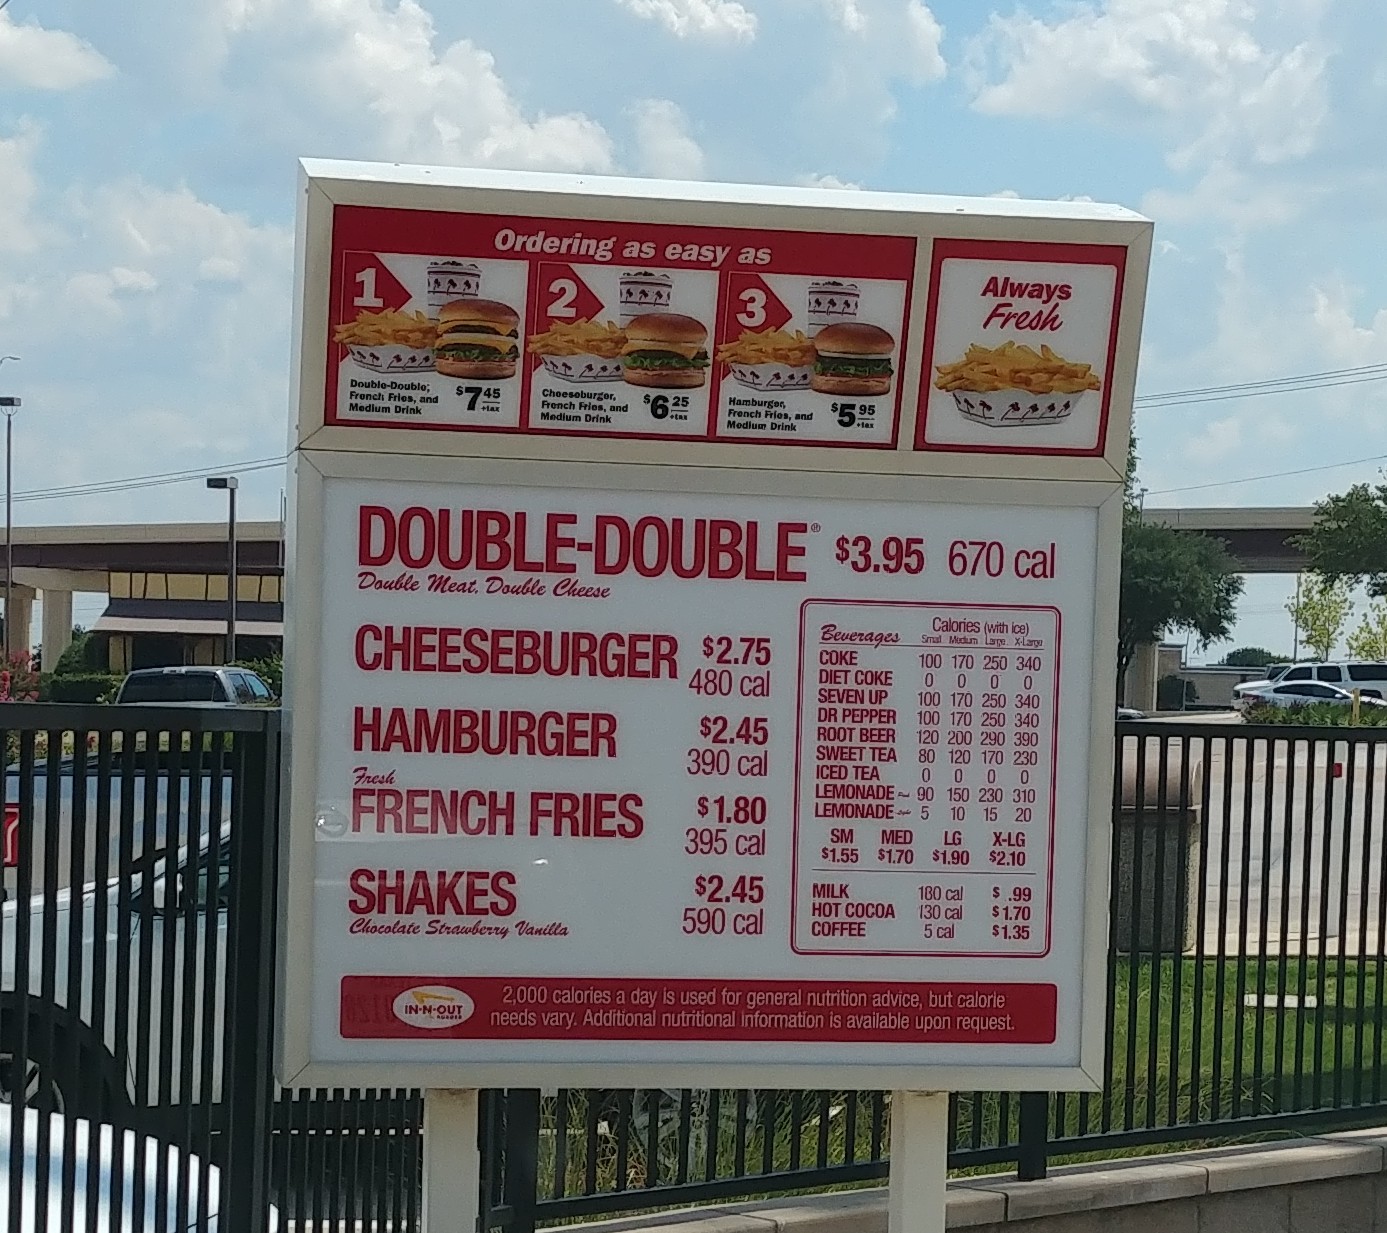 Ordering as easy as
1
Double-Double,
French Fries, and
Medium Drink
$7 45
+tax
2
Cheeseburger,
French Fries, and
Medium Drink
$6 25
+tax
3
Hamburger,
French Fries, and
Medium Drink
$5 95
+tax
Always
Fresh
DOUBLE-DOUBLE® $3.95 670 cal
Double Meat, Double Cheese
CHEESEBURGER $2.75
480 cal
HAMBURGER $2.45
390 cal
Fresh
FRENCH FRIES $1.80
395 cal
SHAKES $2.45
590 cal
Chocolate Strawberry Vanilla
Calories (with ice)
Beverages Small Medium Large X-Large
COKE 100 170 250 340
DIET COKE 0 0 0 0
SEVEN UP 100 170 250 340
DR PEPPER 100 170 250 340
ROOT BEER 120 200 290 390
SWEET TEA 80 120 170 230
ICED TEA 0 0 0 0
LEMONADE 90 150 230 310
LEMONADE 5 10 15 20
SM MED LG X-LG
$1.55 $1.70 $1.90 $2.10
MILK 180 cal $ .99
HOT COCOA 130 cal $1.70
COFFEE 5 cal $1.35
IN-N-OUT
BURGER
2,000 calories a day is used for general nutrition advice, but calorie
needs vary. Additional nutritional information is available upon request.